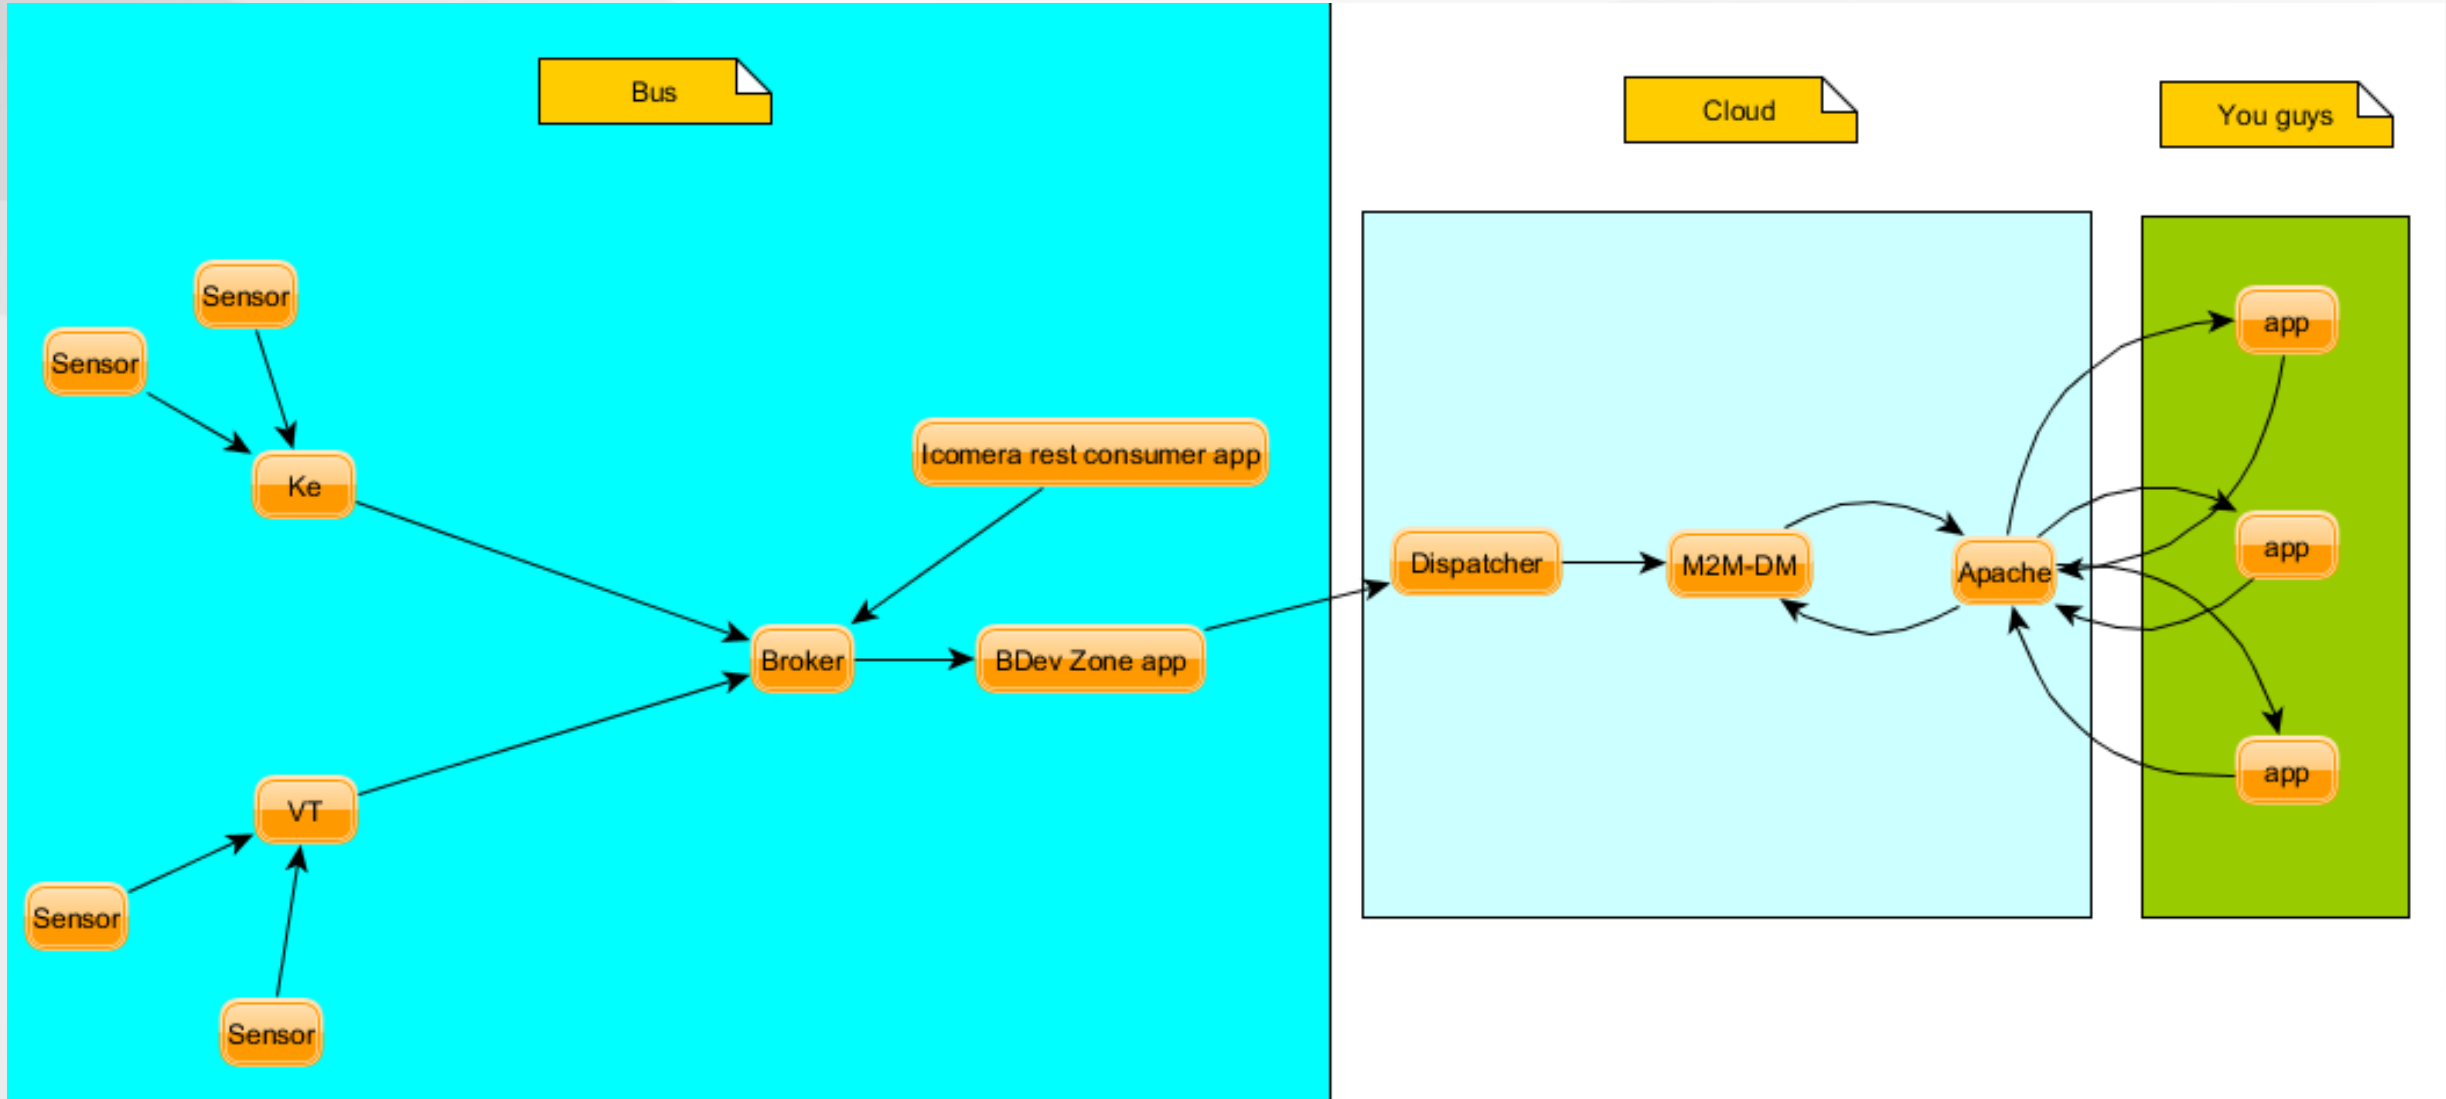 Bus
Cloud
You guys
Sensor
Sensor
Ke
Icomera rest consumer app
Broker
BDev Zone app
VT
Sensor
Sensor
Dispatcher
M2M-DM
Apache
app
app
app